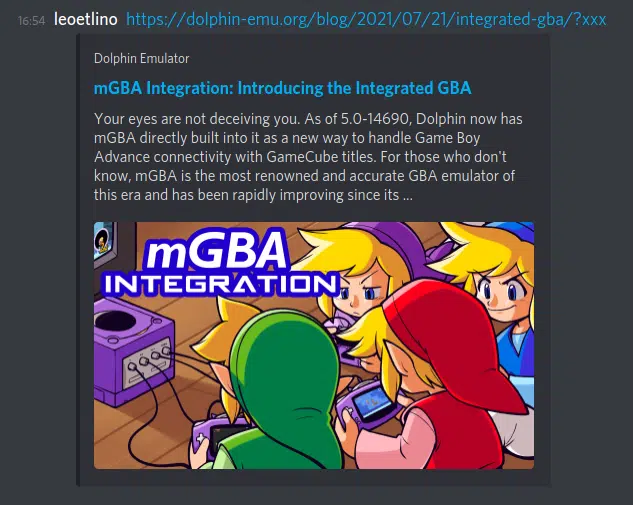 16:54 leoetlino https://dolphin-emu.org/blog/2021/07/21/integrated-gba/?xxx
Dolphin Emulator
mGBA Integration: Introducing the Integrated GBA
Your eyes are not deceiving you. As of 5.0-14690, Dolphin now has
mGBA directly built into it as a new way to handle Game Boy
Advance connectivity with GameCube titles. For those who don't
know, mGBA is the most renowned and accurate GBA emulator of
this era and has been rapidly improving since its ...
mGBA
INTEGRATION